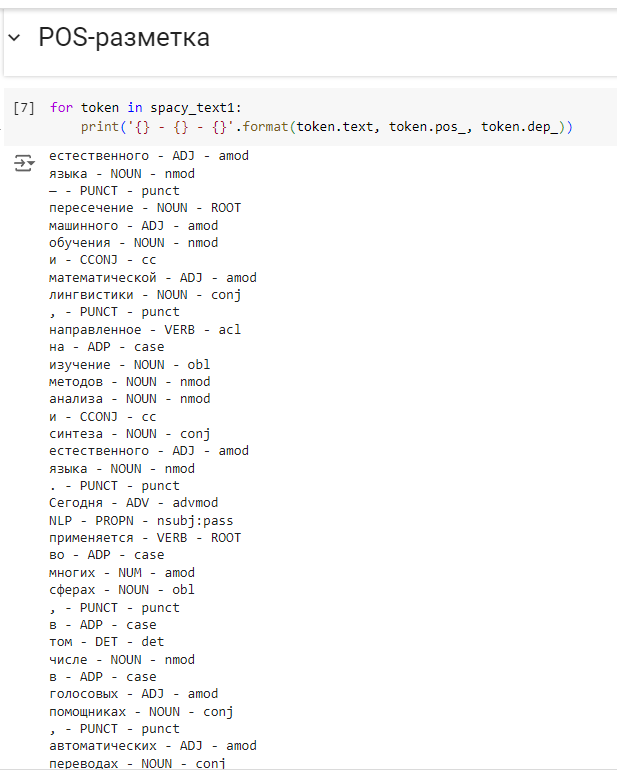 POS-разметка
[7] for token in spacy_text1:
print('{} - {} - {}'.format(token.text, token.pos_, token.dep_))
естественного - ADJ - amod
языка - NOUN - nmod
— - PUNCT - punct
пересечение - NOUN - ROOT
машинного - ADJ - amod
обучения - NOUN - nmod
и - CCONJ - cc
математической - ADJ - amod
лингвистики - NOUN - conj
, - PUNCT - punct
направленное - VERB - acl
на - ADP - case
изучение - NOUN - obl
методов - NOUN - nmod
анализа - NOUN - nmod
и - CCONJ - cc
синтеза - NOUN - conj
естественного - ADJ - amod
языка - NOUN - nmod
. - PUNCT - punct
Сегодня - ADV - advmod
NLP - PROPN - nsubj:pass
применяется - VERB - ROOT
во - ADP - case
многих - NUM - amod
сферах - NOUN - obl
, - PUNCT - punct
в - ADP - case
том - DET - det
числе - NOUN - nmod
в - ADP - case
голосовых - ADJ - amod
помощниках - NOUN - conj
, - PUNCT - punct
автоматических - ADJ - amod
переводах - NOUN - conj